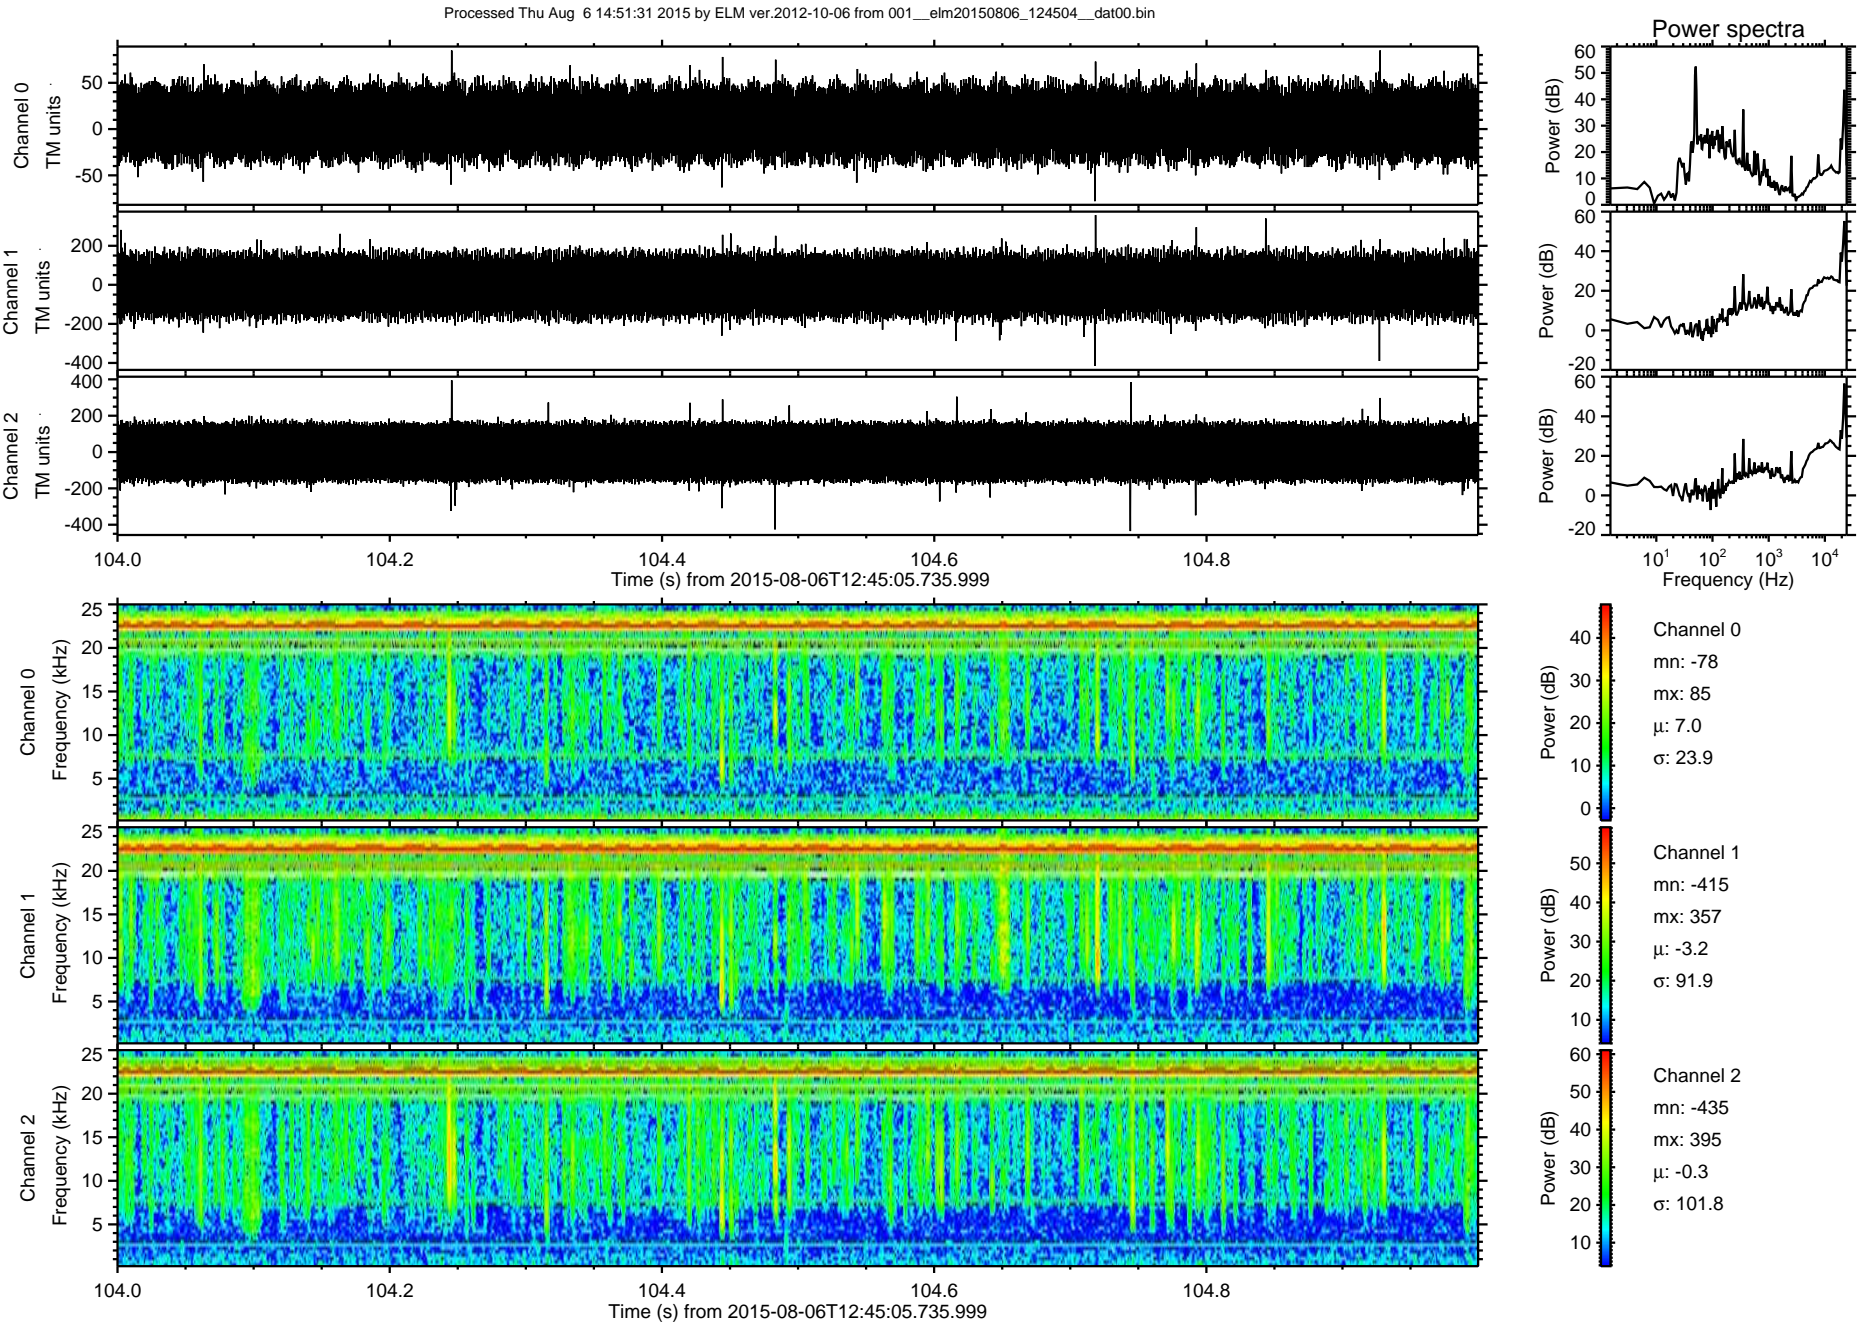 Processed Thu Aug  6 14:51:31 2015 by ELM ver.2012-10-06 from 001__elm20150806_124504__dat00.bin
Power spectra
Channel 0
TM units
50
0
-50
Power (dB)
60
50
40
30
20
10
0
Channel 1
TM units
200
0
-200
-400
Power (dB)
60
40
20
0
-20
Channel 2
TM units
400
200
0
-200
-400
Power (dB)
60
40
20
0
-20
104.0 104.2 104.4 104.6 104.8
Time (s) from 2015-08-06T12:45:05.735.999
10¹ 10² 10³ 10⁴
Frequency (Hz)
Channel 0
Frequency (kHz)
25
20
15
10
5
Power (dB)
40
30
20
10
0
Channel 0
mn: -78
mx: 85
μ: 7.0
σ: 23.9
Channel 1
Frequency (kHz)
25
20
15
10
5
Power (dB)
50
40
30
20
10
Channel 1
mn: -415
mx: 357
μ: -3.2
σ: 91.9
Channel 2
Frequency (kHz)
25
20
15
10
5
Power (dB)
60
50
40
30
20
10
Channel 2
mn: -435
mx: 395
μ: -0.3
σ: 101.8
104.0 104.2 104.4 104.6 104.8
Time (s) from 2015-08-06T12:45:05.735.999